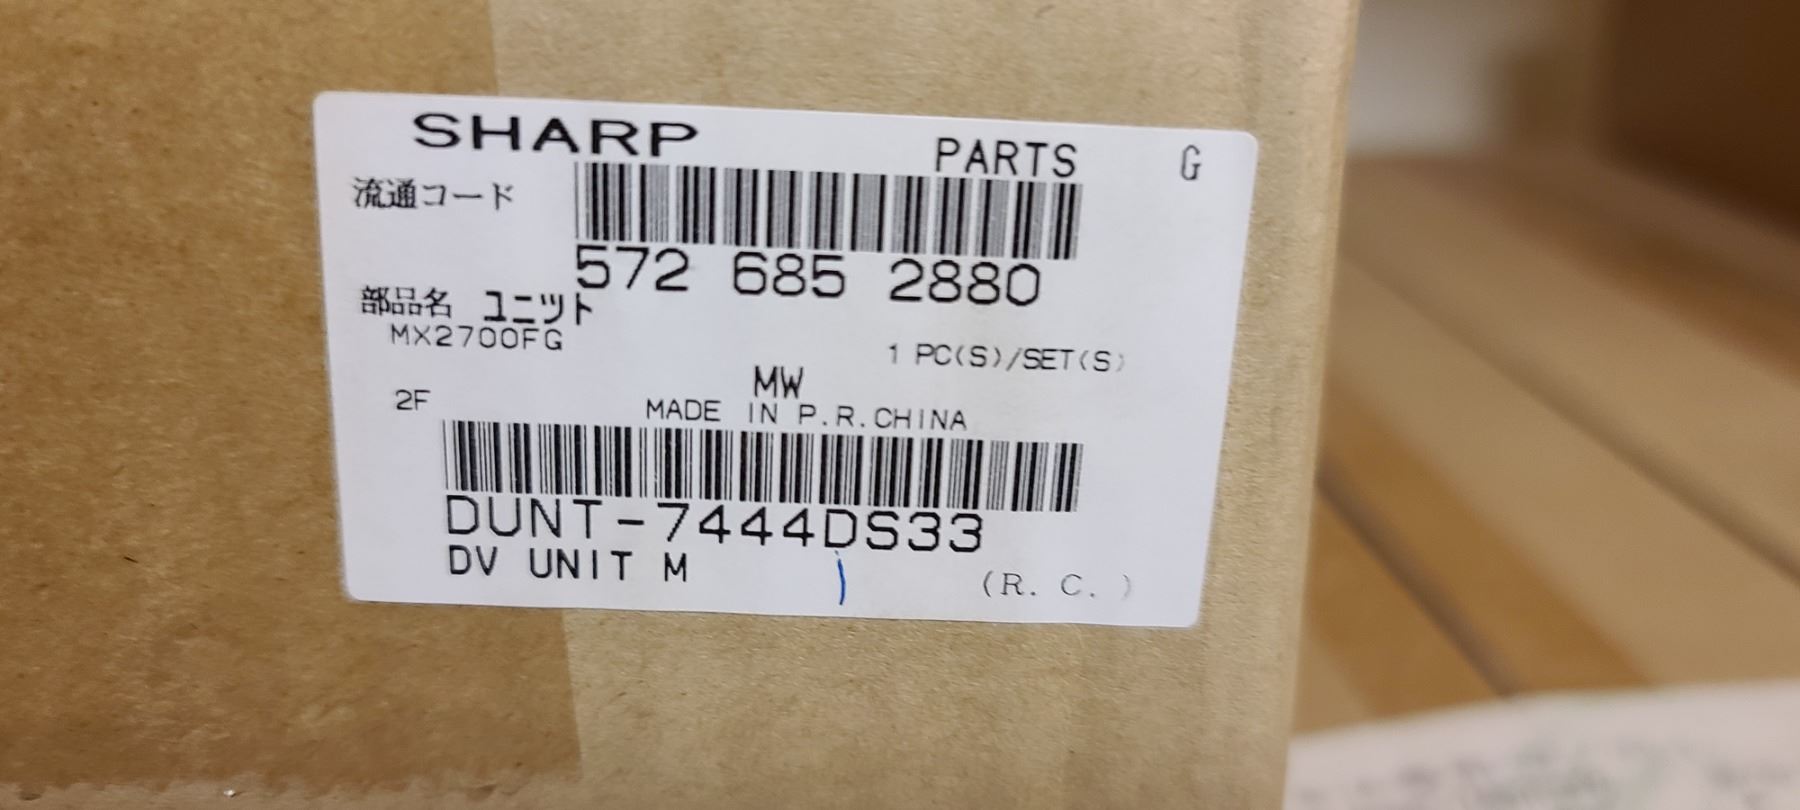 SHARP
PARTS G
流通コード
572 685 2880
部品名 ユニット
MX2700FG
1 PC(S)/SET(S)
MW
2F MADE IN P.R.CHINA
DUNT-7444DS33
DV UNIT M
(R. C. )